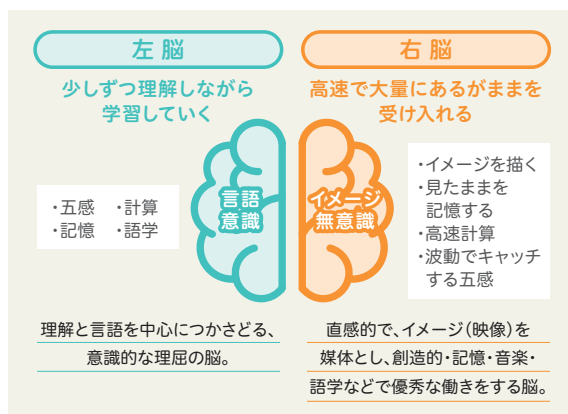 左脳
少しずつ理解しながら
学習していく
・五感 ・計算
・記憶 ・語学
言語
意識
理解と言語を中心につかさどる、
意識的な理屈の脳。
右脳
高速で大量にあるがままを
受け入れる
イメージ
無意識
・イメージを描く
・見たままを
記憶する
・高速計算
・波動でキャッチ
する五感
直感的で、イメージ(映像)を
媒体とし、創造的・記憶・音楽・
語学などで優秀な働きをする脳。